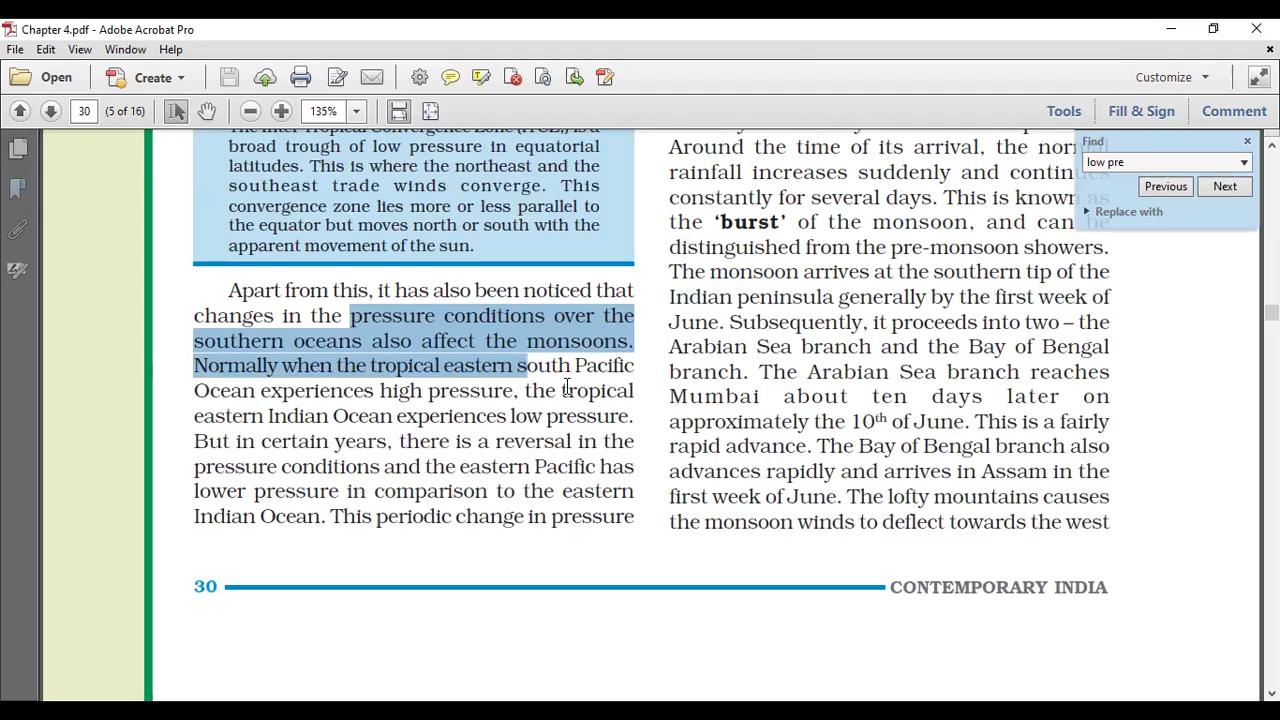 Chapter 4.pdf - Adobe Acrobat Pro
File Edit View Window Help
Open Create Customize
30 (5 of 16) 135% Tools Fill & Sign Comment
Find
low pre
Previous Next
Replace with
The Inter Tropical Convergence Zone (ITCZ,) is a
broad trough of low pressure in equatorial
latitudes. This is where the northeast and the
southeast trade winds converge. This
convergence zone lies more or less parallel to
the equator but moves north or south with the
apparent movement of the sun.
Apart from this, it has also been noticed that
changes in the pressure conditions over the
southern oceans also affect the monsoons.
Normally when the tropical eastern south Pacific
Ocean experiences high pressure, the tropical
eastern Indian Ocean experiences low pressure.
But in certain years, there is a reversal in the
pressure conditions and the eastern Pacific has
lower pressure in comparison to the eastern
Indian Ocean. This periodic change in pressure
Around the time of its arrival, the normal
rainfall increases suddenly and continues
constantly for several days. This is known as
the ‘burst’ of the monsoon, and can be
distinguished from the pre-monsoon showers.
The monsoon arrives at the southern tip of the
Indian peninsula generally by the first week of
June. Subsequently, it proceeds into two – the
Arabian Sea branch and the Bay of Bengal
branch. The Arabian Sea branch reaches
Mumbai about ten days later on
approximately the 10th of June. This is a fairly
rapid advance. The Bay of Bengal branch also
advances rapidly and arrives in Assam in the
first week of June. The lofty mountains causes
the monsoon winds to deflect towards the west
30 CONTEMPORARY INDIA